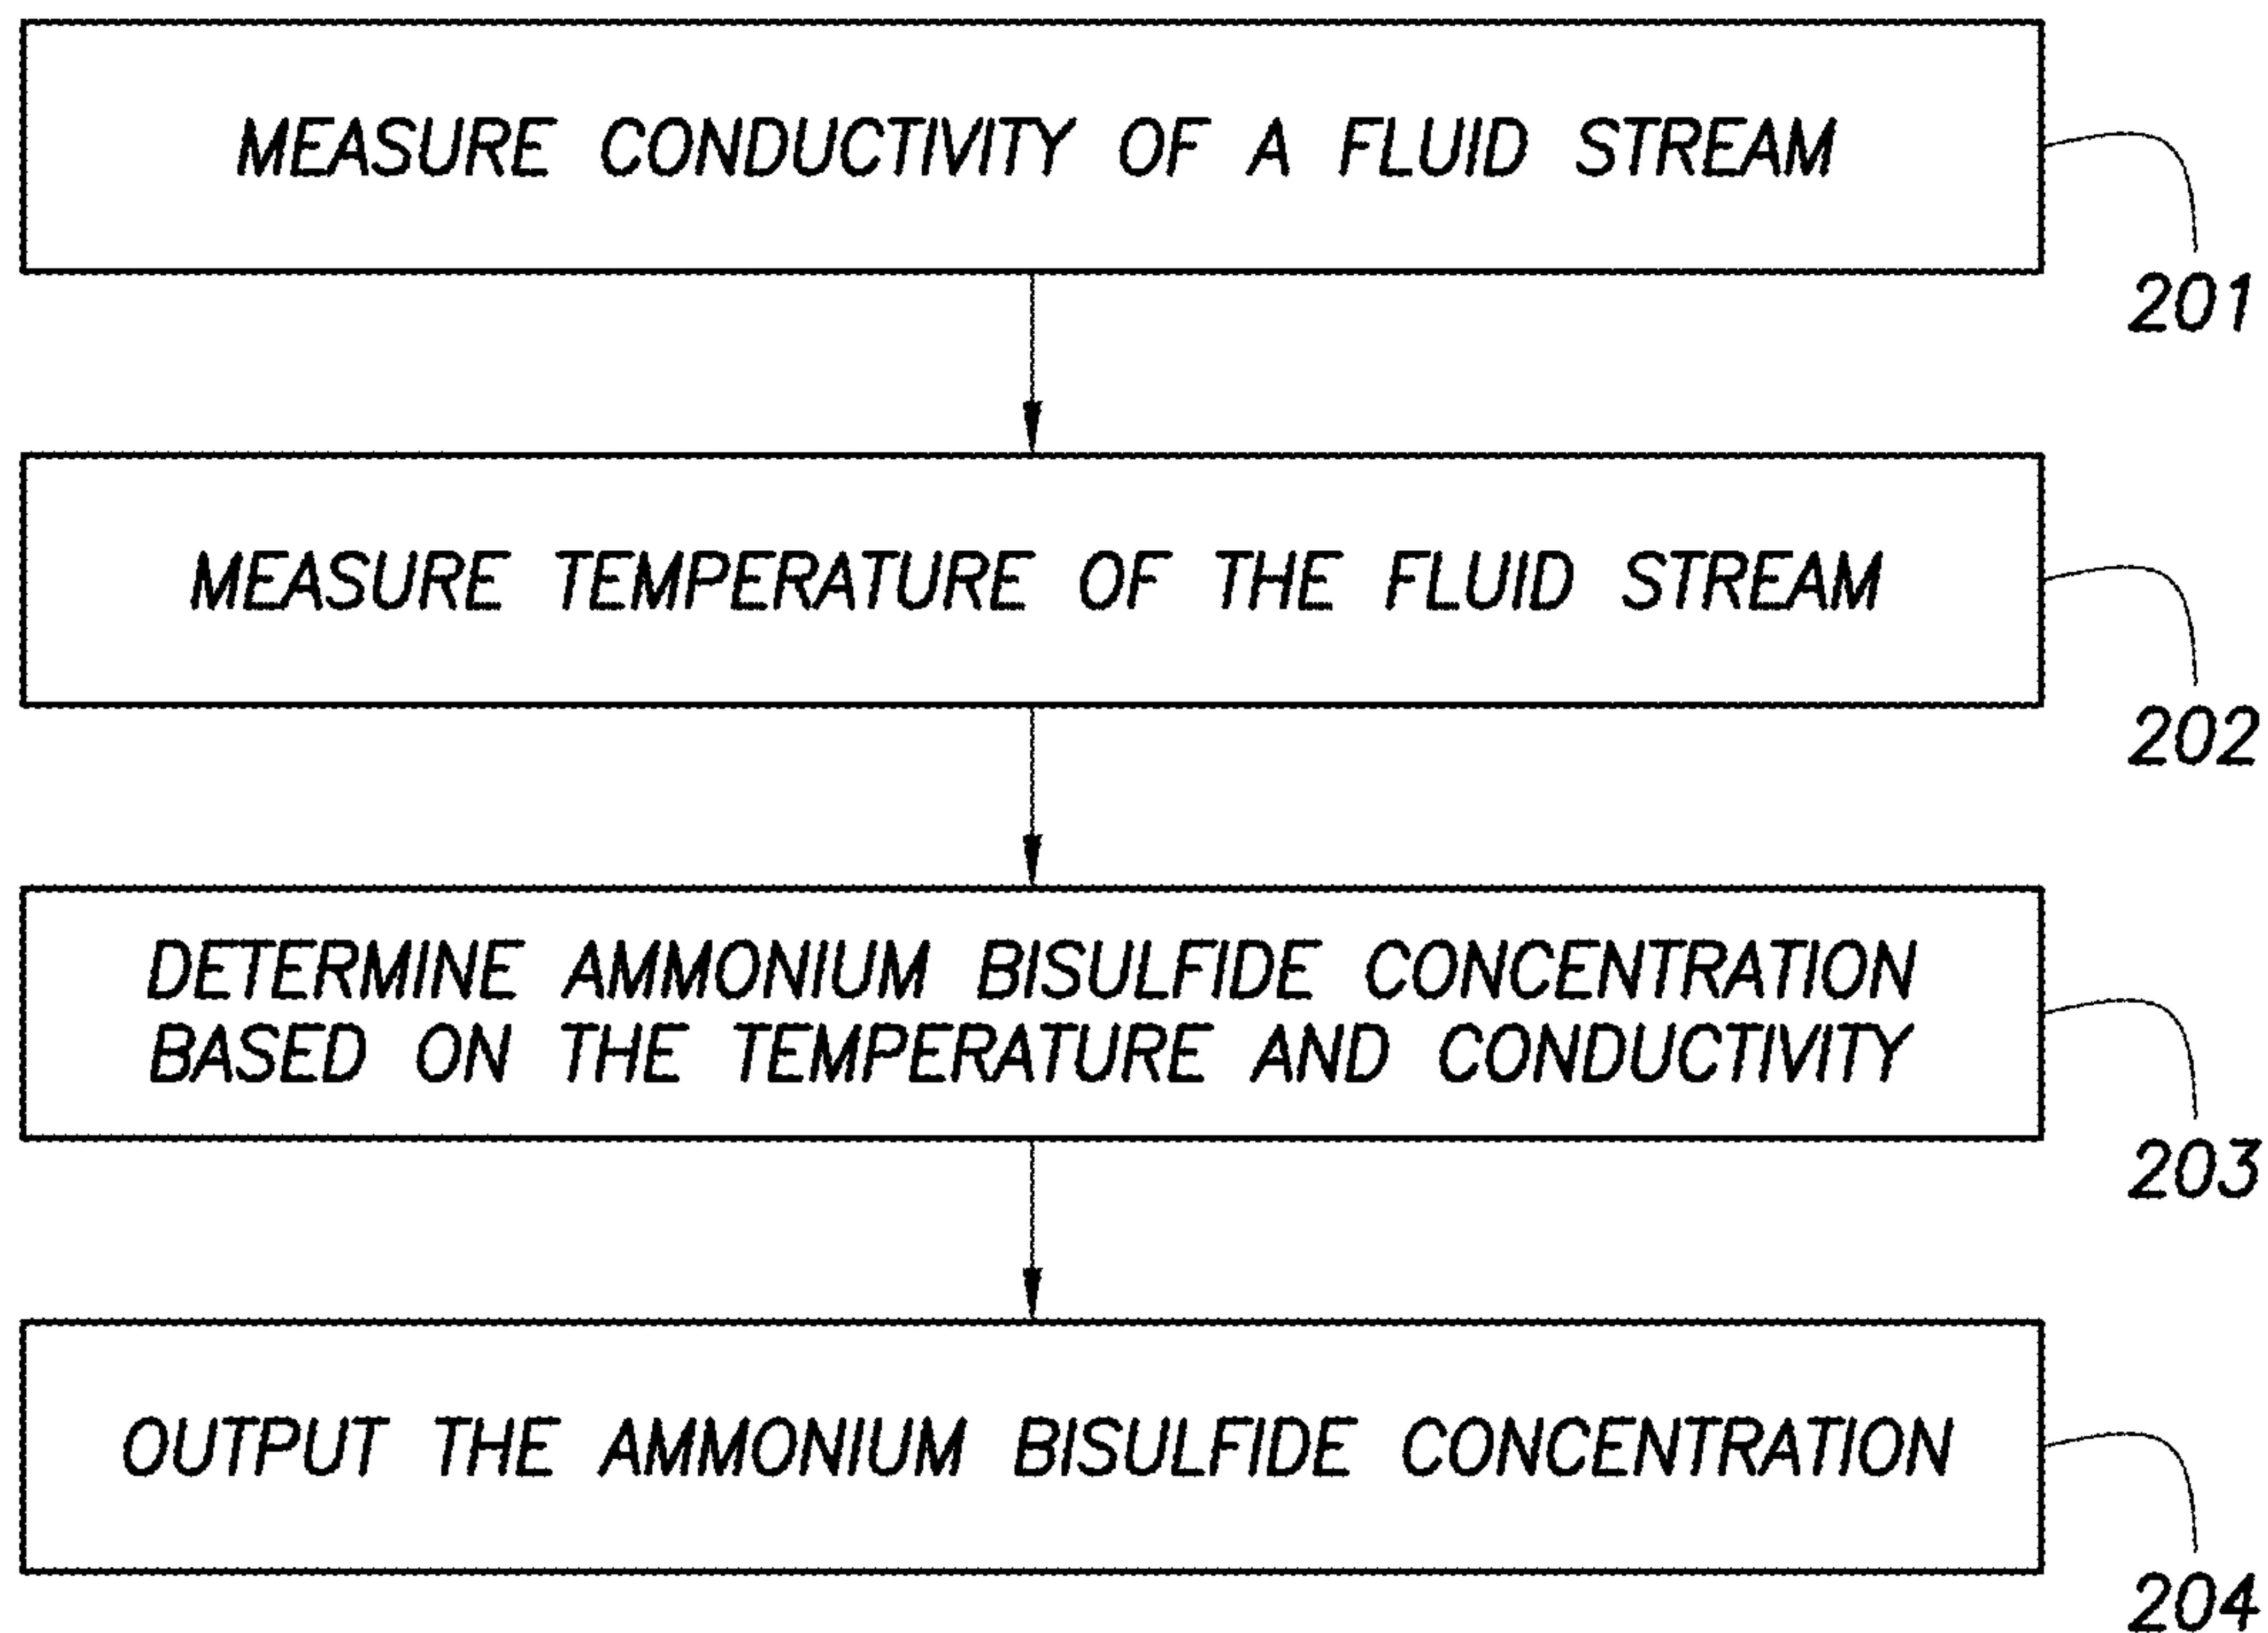 MEASURE CONDUCTIVITY OF A FLUID STREAM
201
MEASURE TEMPERATURE OF THE FLUID STREAM
202
DETERMINE AMMONIUM BISULFIDE CONCENTRATION
BASED ON THE TEMPERATURE AND CONDUCTIVITY
203
OUTPUT THE AMMONIUM BISULFIDE CONCENTRATION
204